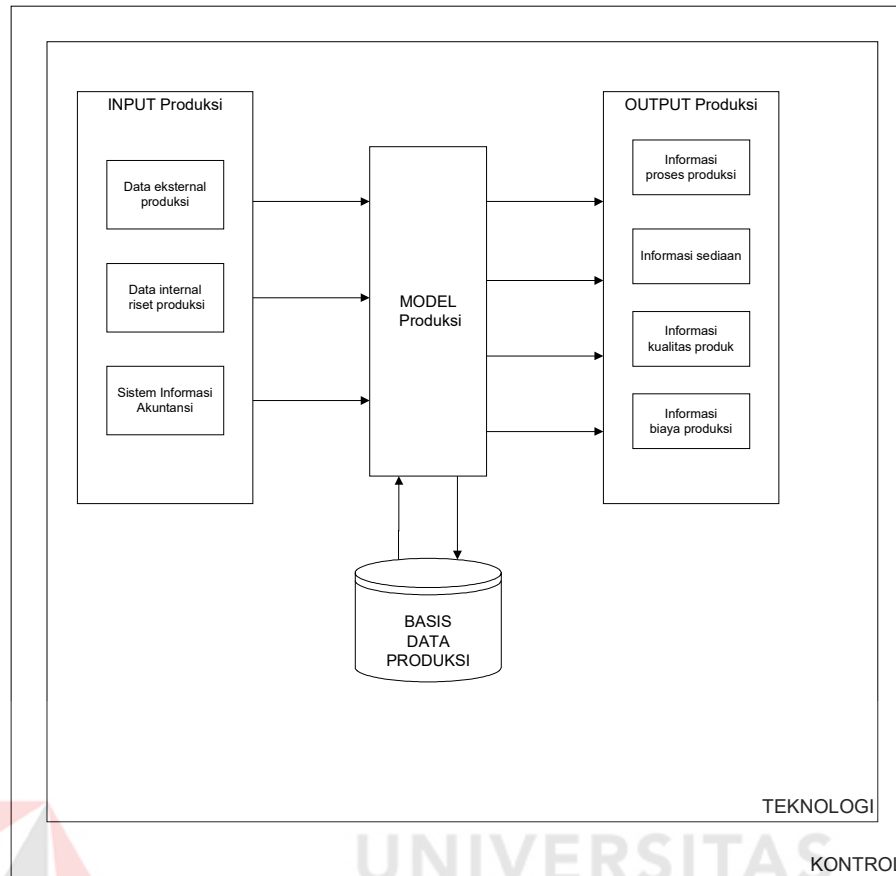 INPUT Produksi
Data eksternal
produksi
Data internal
riset produksi
Sistem Informasi
Akuntansi
MODEL
Produksi
OUTPUT Produksi
Informasi
proses produksi
Informasi sediaan
Informasi
kualitas produk
Informasi
biaya produksi
BASIS
DATA
PRODUKSI
TEKNOLOGI
UNIVERSITAS
KONTROL